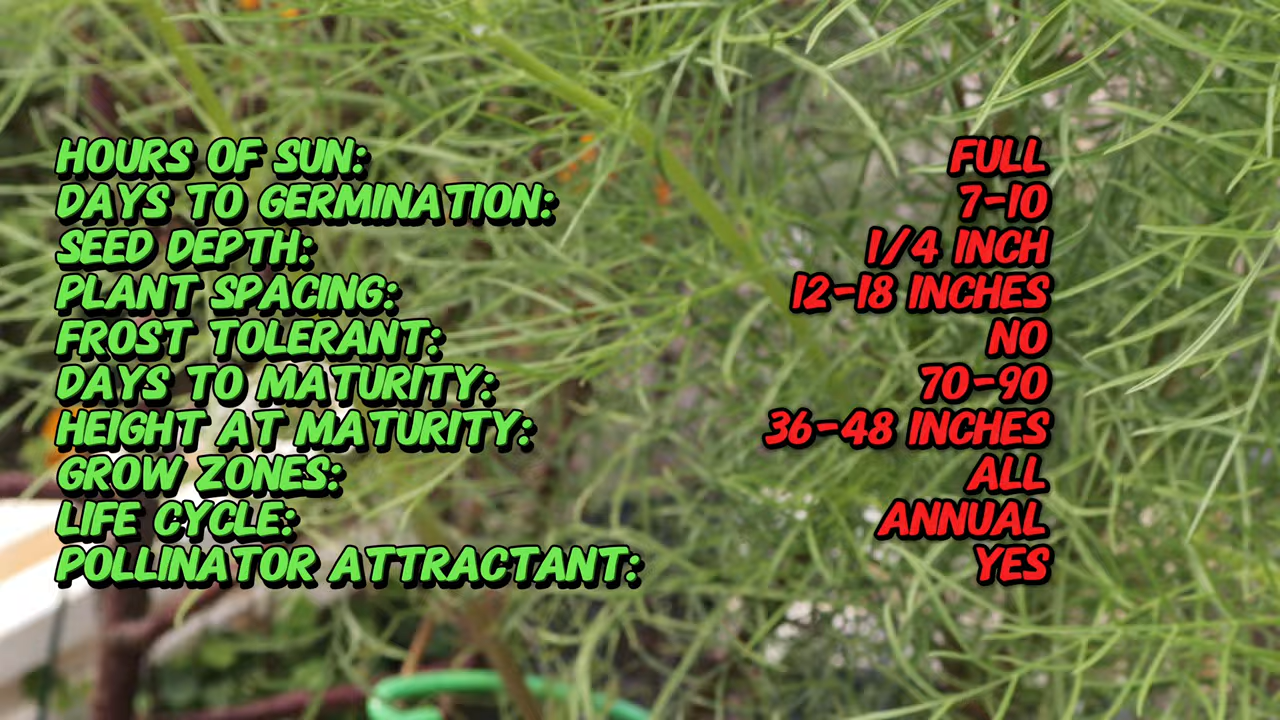 HOURS OF SUN: FULL
DAYS TO GERMINATION: 7-10
SEED DEPTH: 1/4 INCH
PLANT SPACING: 12-18 INCHES
FROST TOLERANT: NO
DAYS TO MATURITY: 70-90
HEIGHT AT MATURITY: 36-48 INCHES
GROW ZONES: ALL
LIFE CYCLE: ANNUAL
POLLINATOR ATTRACTANT: YES